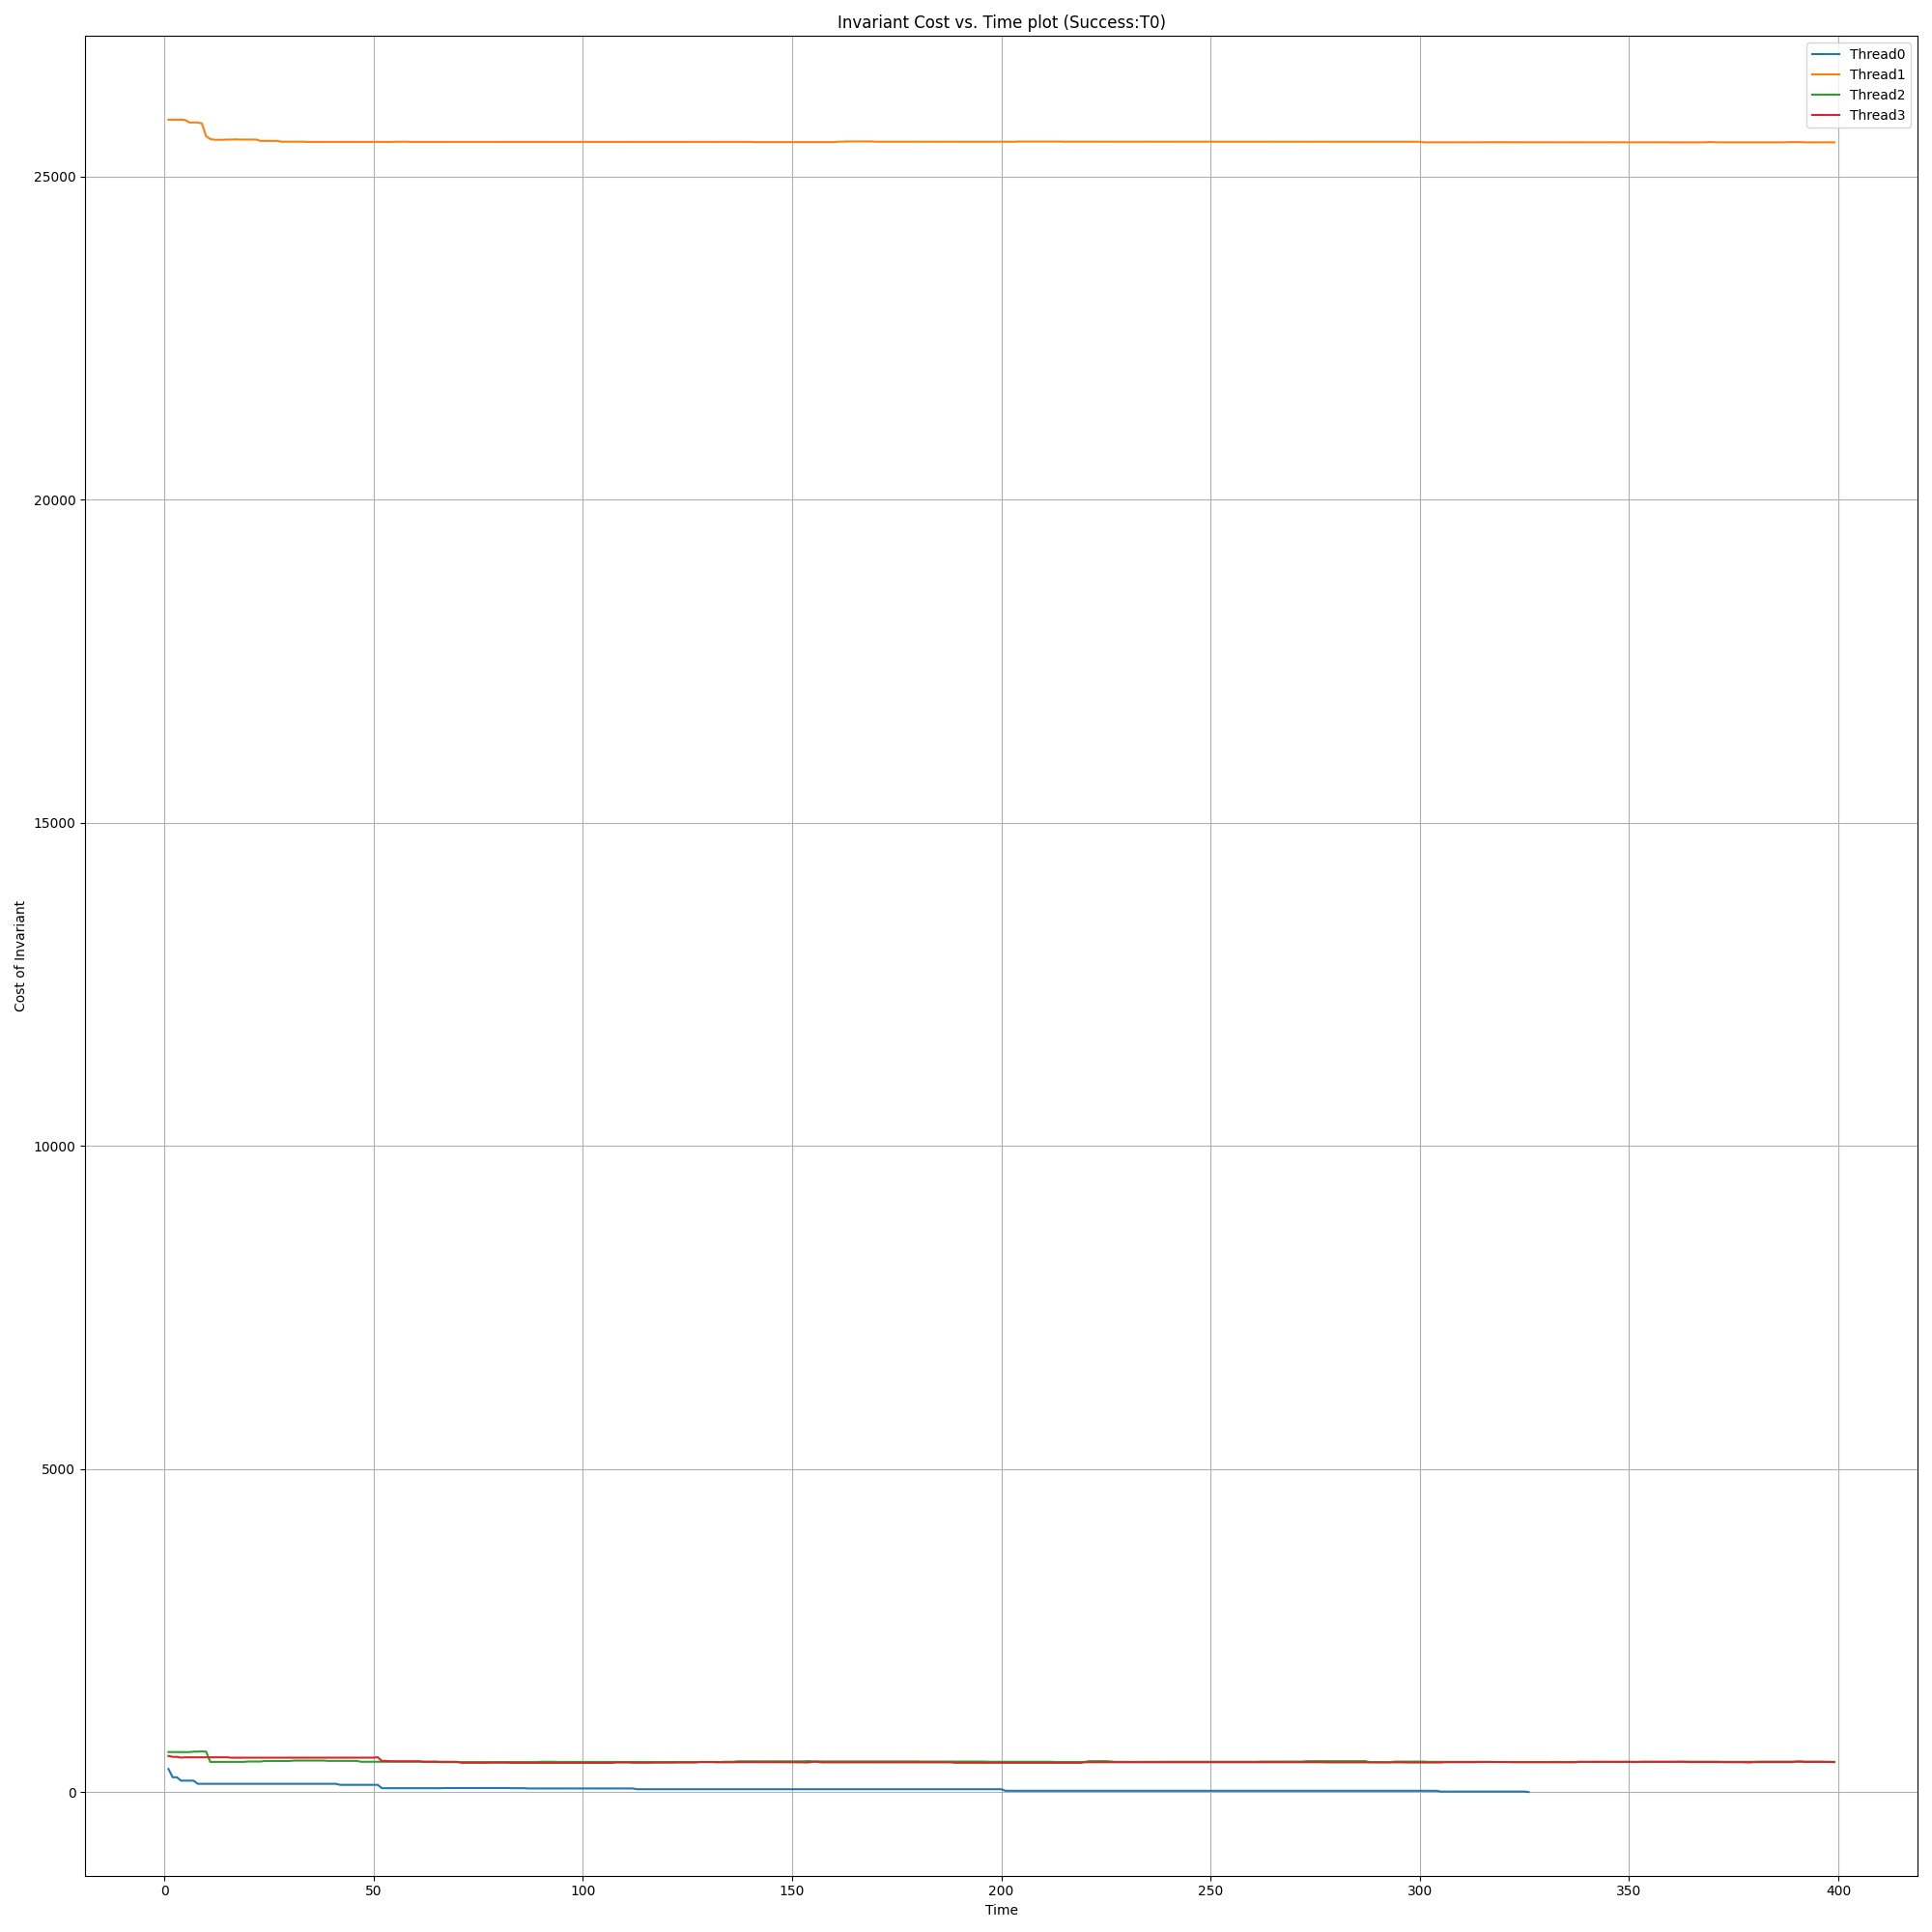 Invariant Cost vs. Time plot (Success:T0)
Thread0
Thread1
Thread2
Thread3
25000
20000
15000
10000
5000
0
Cost of Invariant
0 50 100 150 200 250 300 350 400
Time